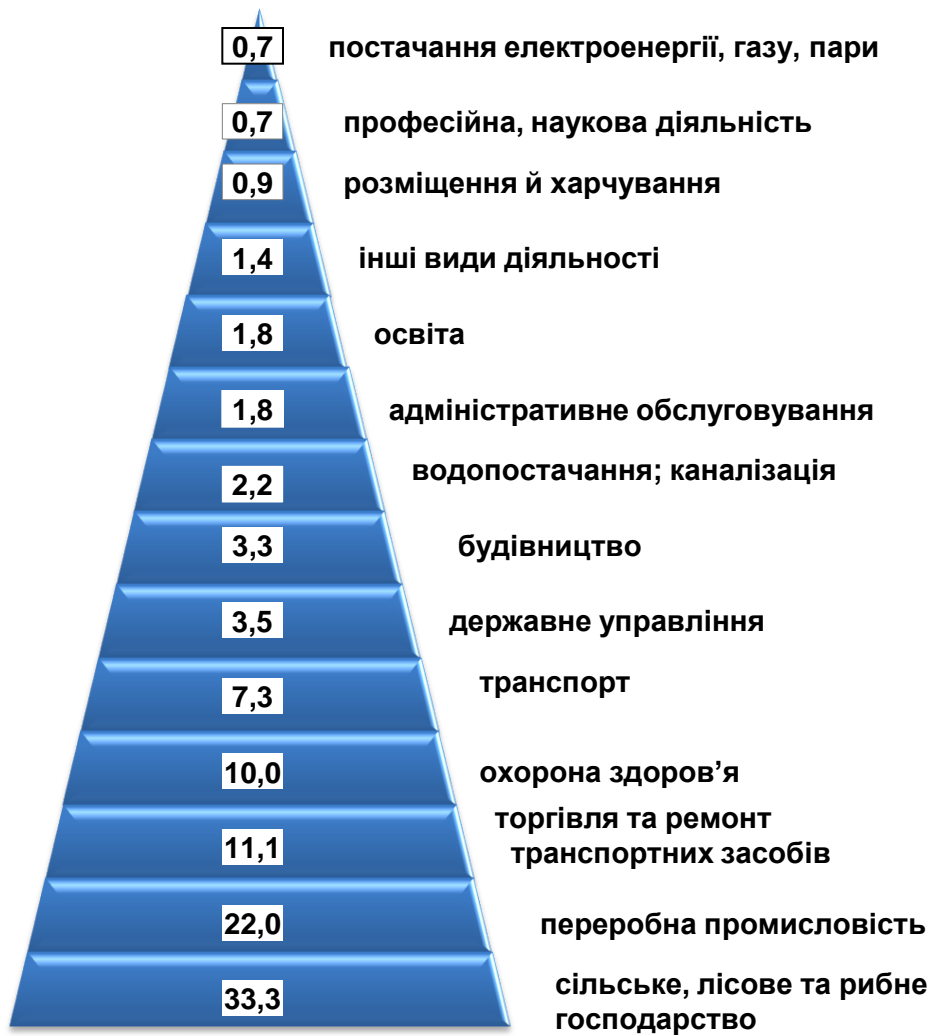 0,7 постачання електроенергії, газу, пари
0,7 професійна, наукова діяльність
0,9 розміщення й харчування
1,4 інші види діяльності
1,8 освіта
1,8 адміністративне обслуговування
2,2 водопостачання; каналізація
3,3 будівництво
3,5 державне управління
7,3 транспорт
10,0 охорона здоров’я
11,1 торгівля та ремонт
транспортних засобів
22,0 переробна промисловість
33,3 сільське, лісове та рибне
господарство